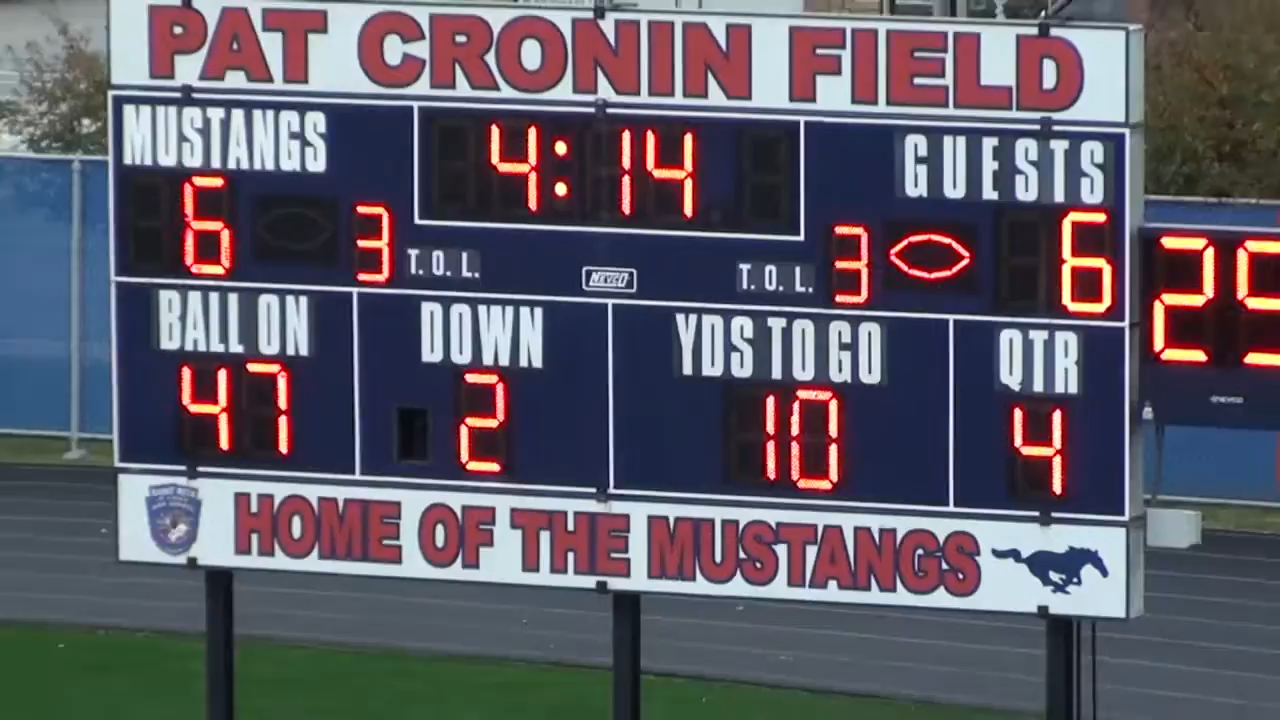 PAT CRONIN FIELD
MUSTANGS 4:14 GUESTS
6 3 T. O. L. NEVCO T. O. L. 3 6
25
BALL ON DOWN YDS TO GO QTR
47 2 10 4
NEVCO
HOME OF THE MUSTANGS